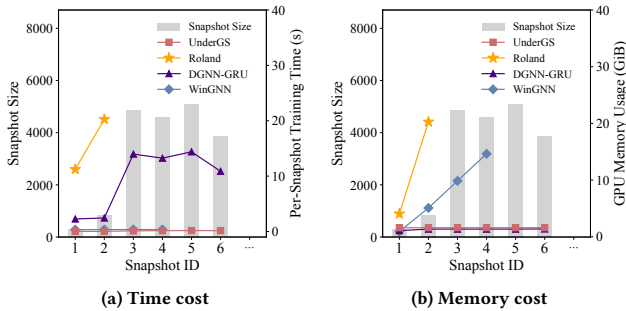 8000
6000
4000
2000
0
Snapshot Size
Snapshot Size
UnderGS
Roland
DGNN-GRU
WinGNN
40
30
20
10
0
Per-Snapshot Training Time (s)
1 2 3 4 5 6 ...
Snapshot ID
(a) Time cost
8000
6000
4000
2000
0
Snapshot Size
Snapshot Size
UnderGS
Roland
DGNN-GRU
WinGNN
40
30
20
10
0
GPU Memory Usage (GiB)
1 2 3 4 5 6 ...
Snapshot ID
(b) Memory cost